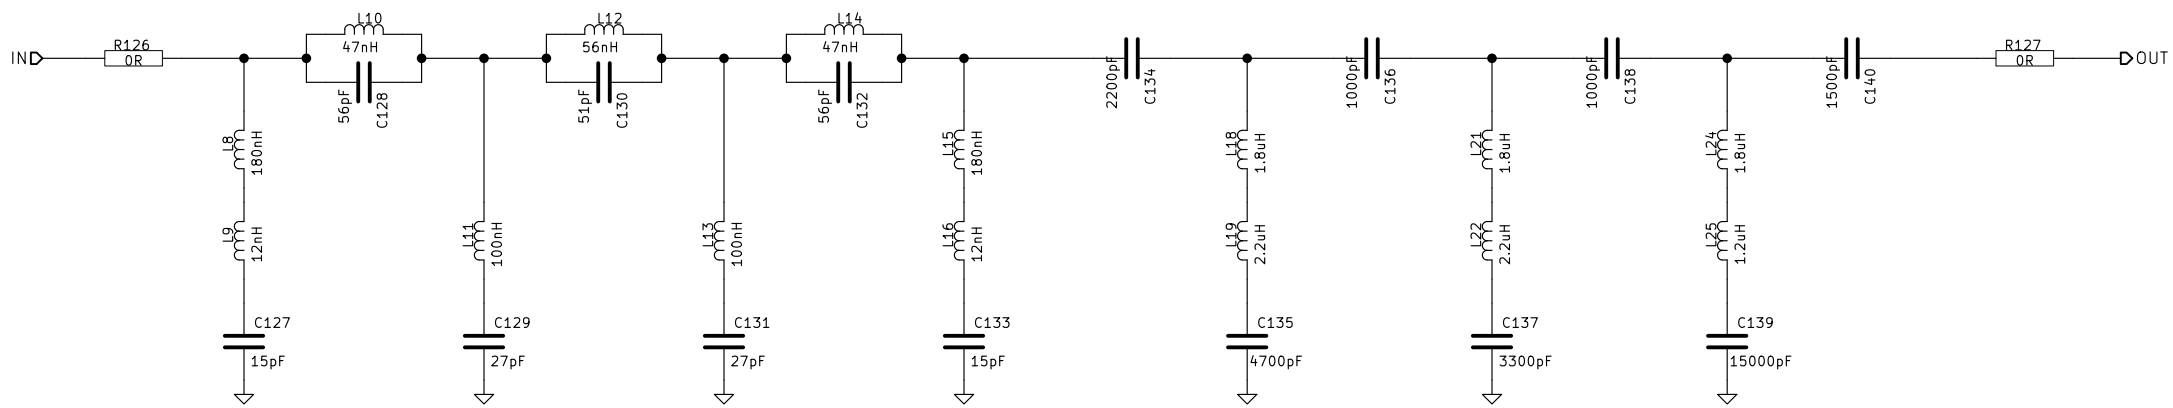 IN
R126
0R
L10
47nH
56pF
C128
L12
56nH
51pF
C130
L14
47nH
56pF
C132
2200pF
C134
1000pF
C136
1000pF
C138
1500pF
C140
R127
0R
OUT
L8
180nH
L15
180nH
L18
1.8uH
L21
1.8uH
L24
1.8uH
L9
12nH
L11
100nH
L13
100nH
L16
12nH
L19
2.2uH
L22
2.2uH
L25
1.2uH
C127
15pF
C129
27pF
C131
27pF
C133
15pF
C135
4700pF
C137
3300pF
C139
15000pF